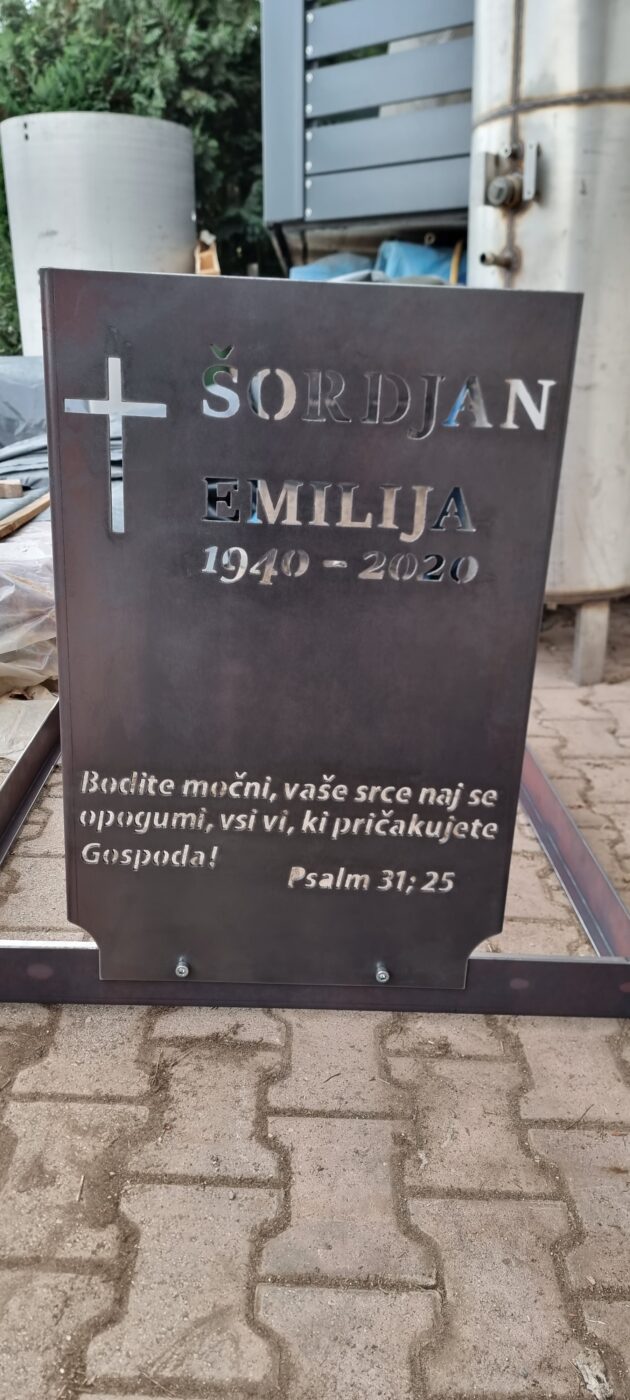 ŠORDJAN
EMILIJA
1940 - 2020
Bodite močni, vaše srce naj se
opogumi, vsi vi, ki pričakujete
Gospoda!
Psalm 31; 25